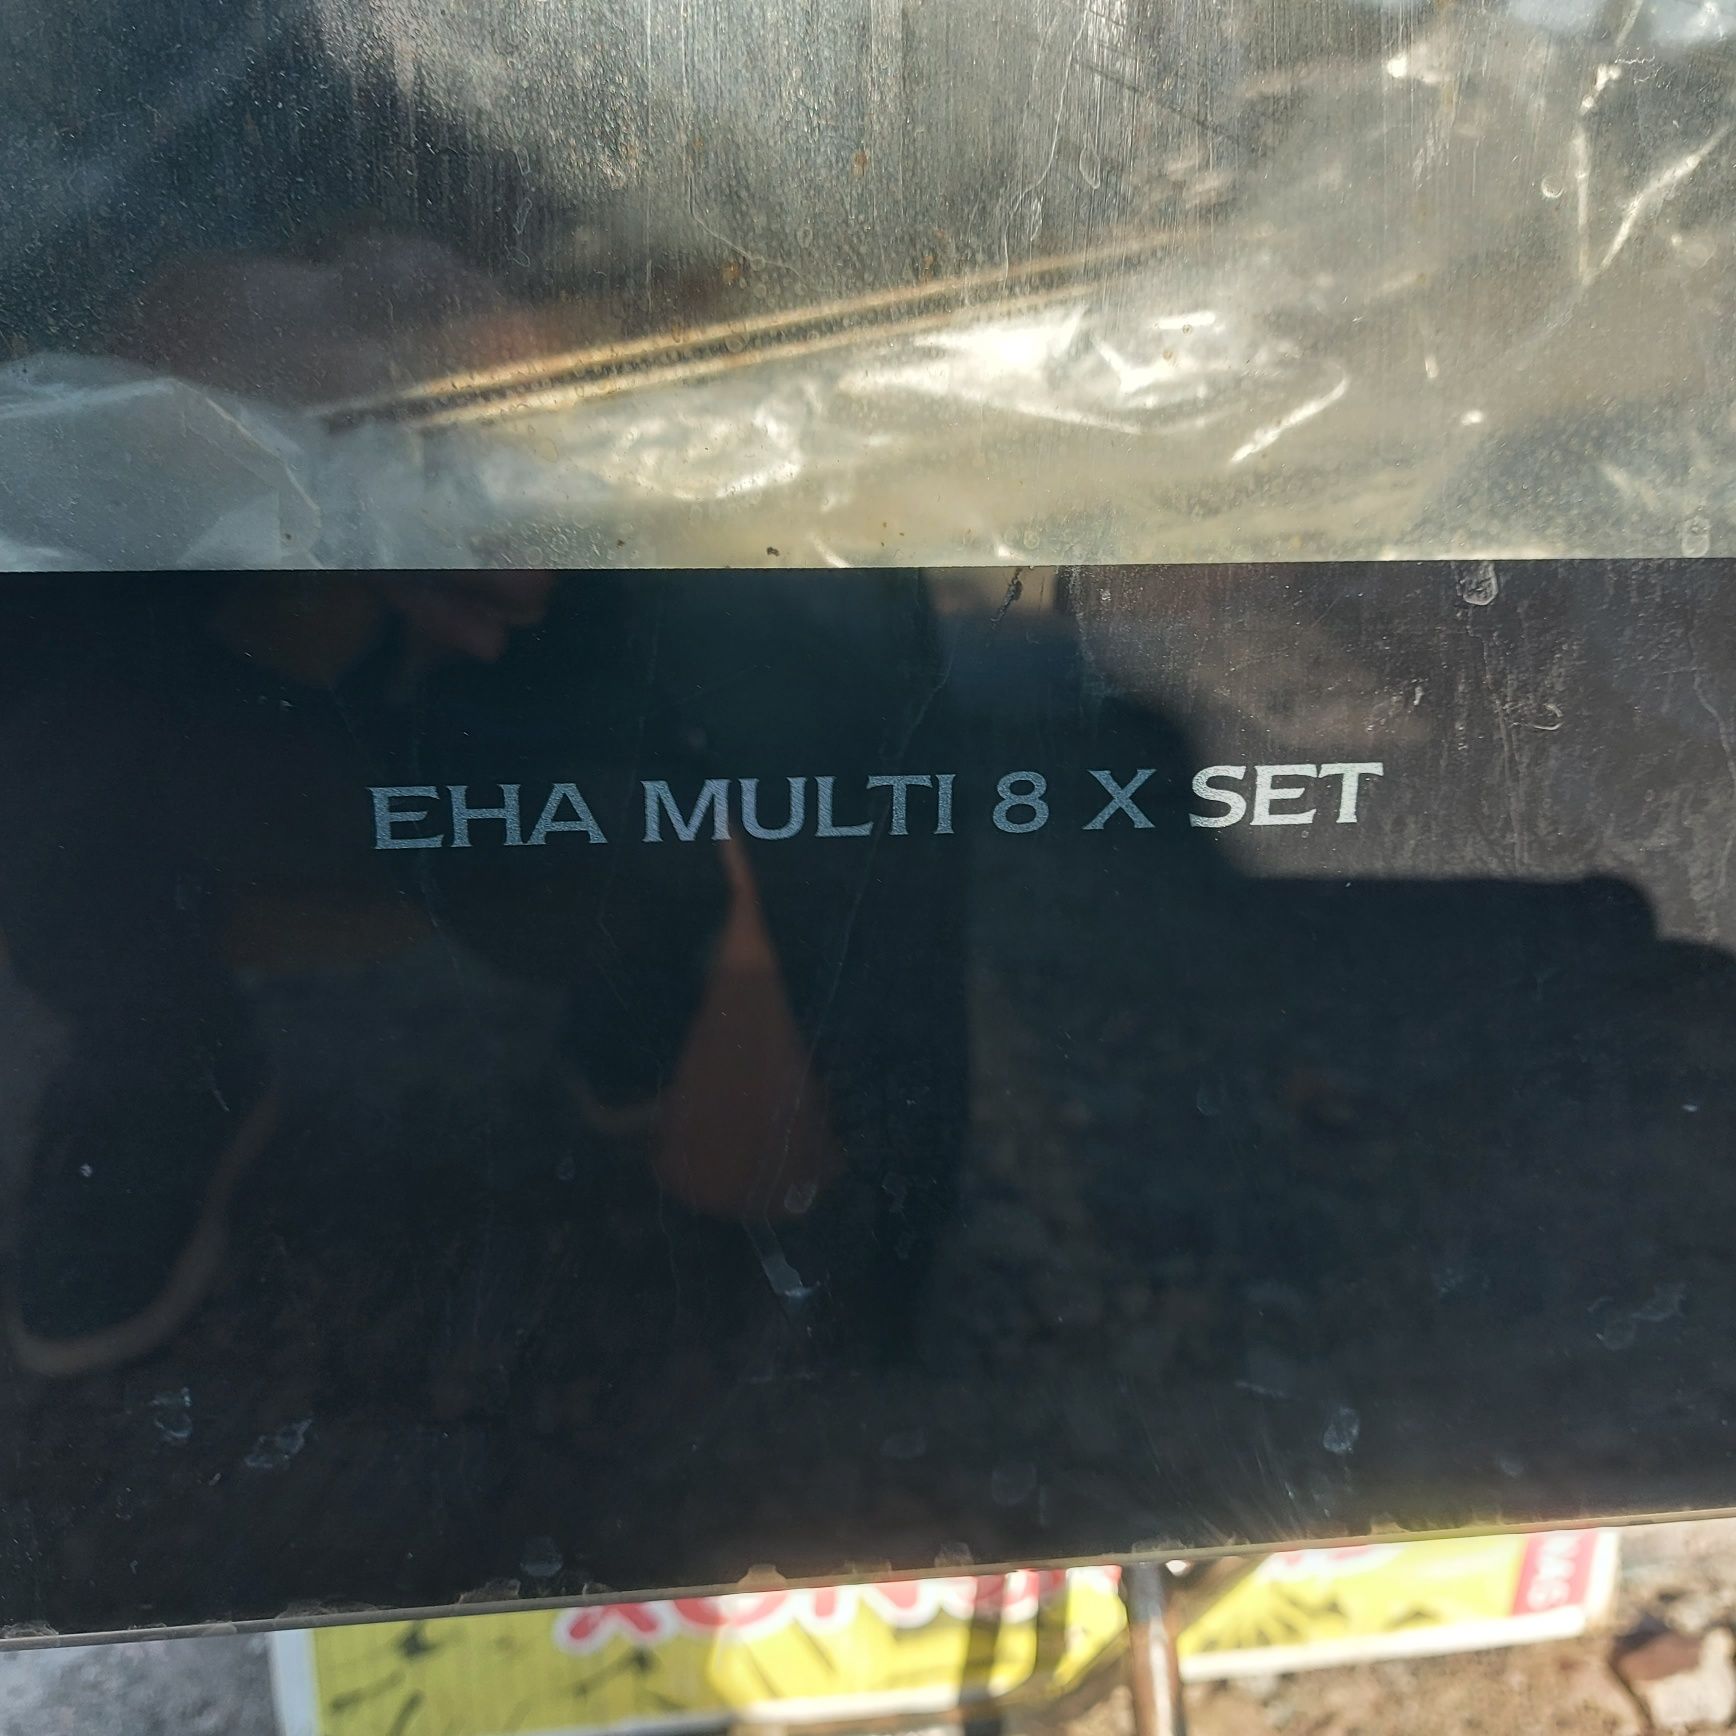 EHA MULTI 8 X SET